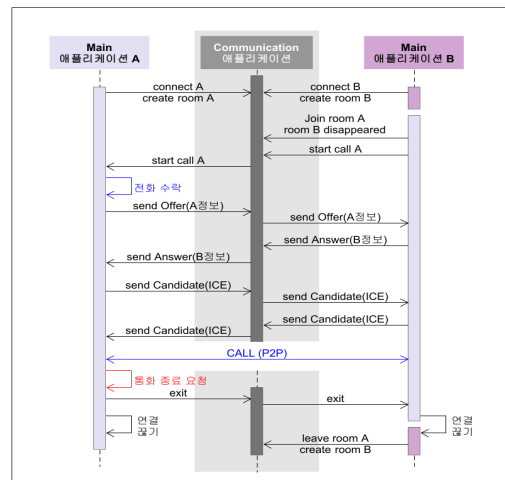 Main
애플리케이션 A
Communication
애플리케이션
Main
애플리케이션 B
connect A
create room A
connect B
create room B
Join room A
room B disappeared
start call A
start call A
전화 수락
send Offer(A정보)
send Offer(A정보)
send Answer(B정보)
send Answer(B정보)
send Candidate(ICE)
send Candidate(ICE)
send Candidate(ICE)
send Candidate(ICE)
CALL (P2P)
통화 종료 요청
exit
exit
연결
끊기
연결
끊기
leave room A
create room B